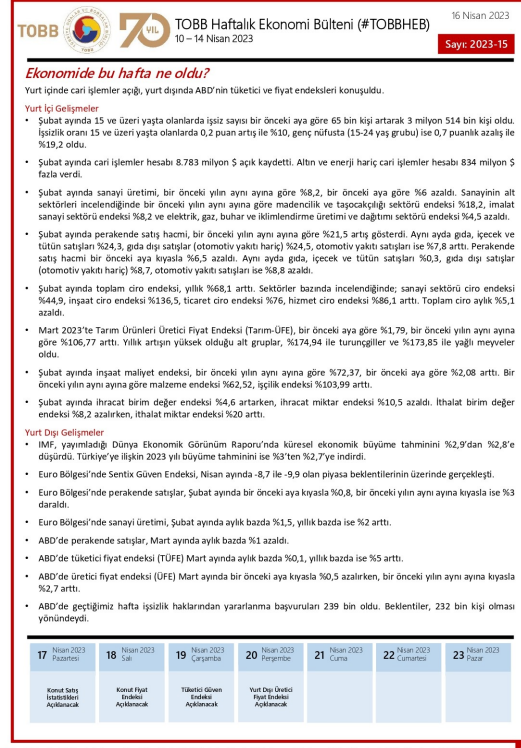 TOBB
70 YIL
TOBB Haftalık Ekonomi Bülteni (#TOBBHEB)
10 – 14 Nisan 2023
16 Nisan 2023
Sayı: 2023-15
Ekonomide bu hafta ne oldu?
Yurt içinde cari işlemler açığı, yurt dışında ABD'nin tüketici ve fiyat endeksleri konuşuldu.
Yurt İçi Gelişmeler
• Şubat ayında 15 ve üzeri yaşta olanlarda işsiz sayısı bir önceki aya göre 65 bin kişi artarak 3 milyon 514 bin kişi oldu.
İşsizlik oranı 15 ve üzeri yaşta olanlarda 0,2 puan artış ile %10, genç nüfusta (15-24 yaş grubu) ise 0,7 puanlık azalış ile
%19,2 oldu.
• Şubat ayında cari işlemler hesabı 8.783 milyon $ açık kaydetti. Altın ve enerji hariç cari işlemler hesabı 834 milyon $
fazla verdi.
• Şubat ayında sanayi üretimi, bir önceki yılın aynı ayına göre %8,2, bir önceki aya göre %6 azaldı. Sanayinin alt
sektörleri incelendiğinde bir önceki yılın aynı ayına göre madencilik ve taşocakçılığı sektörü endeksi %18,2, imalat
sanayi sektörü endeksi %8,2 ve elektrik, gaz, buhar ve iklimlendirme üretimi ve dağıtımı sektörü endeksi %4,5 azaldı.
• Şubat ayında perakende satış hacmi, bir önceki yılın aynı ayına göre %21,5 artış gösterdi. Aynı ayda gıda, içecek ve
tütün satışları %24,3, gıda dışı satışlar (otomotiv yakıtı hariç) %24,5, otomotiv yakıtı satışları ise %7,8 arttı. Perakende
satış hacmi bir önceki aya kıyasla %6,5 azaldı. Aynı ayda gıda, içecek ve tütün satışları %0,3, gıda dışı satışlar
(otomotiv yakıtı hariç) %8,7, otomotiv yakıtı satışları ise %8,8 azaldı.
• Şubat ayında toplam ciro endeksi, yıllık %68,1 arttı. Sektörler bazında incelendiğinde; sanayi sektörü ciro endeksi
%44,9, inşaat ciro endeksi %136,5, ticaret ciro endeksi %76, hizmet ciro endeksi %86,1 arttı. Toplam ciro aylık %5,1
azaldı.
• Mart 2023'te Tarım Ürünleri Üretici Fiyat Endeksi (Tarım-ÜFE), bir önceki aya göre %1,79, bir önceki yılın aynı ayına
göre %106,77 arttı. Yıllık artışın yüksek olduğu alt gruplar, %174,94 ile turunçgiller ve %173,85 ile yağlı meyveler
oldu.
• Şubat ayında inşaat maliyet endeksi, bir önceki yılın aynı ayına göre %72,37, bir önceki aya göre %2,08 arttı. Bir
önceki yılın aynı ayına göre malzeme endeksi %62,52, işçilik endeksi %103,99 arttı.
• Şubat ayında ihracat birim değer endeksi %4,6 artarken, ihracat miktar endeksi %10,5 azaldı. İthalat birim değer
endeksi %8,2 azalırken, ithalat miktar endeksi %20 arttı.
Yurt Dışı Gelişmeler
• IMF, yayımladığı Dünya Ekonomik Görünüm Raporu'nda küresel ekonomik büyüme tahminini %2,9'dan %2,8'e
düşürdü. Türkiye'ye ilişkin 2023 yılı büyüme tahminini ise %3'ten %2,7'ye indirdi.
• Euro Bölgesi'nde Sentix Güven Endeksi, Nisan ayında -8,7 ile -9,9 olan piyasa beklentilerinin üzerinde gerçekleşti.
• Euro Bölgesi'nde perakende satışlar, Şubat ayında bir önceki aya kıyasla %0,8, bir önceki yılın aynı ayına kıyasla ise %3
daraldı.
• Euro Bölgesi'nde sanayi üretimi, Şubat ayında aylık bazda %1,5, yıllık bazda ise %2 arttı.
• ABD'de perakende satışlar, Mart ayında aylık bazda %1 azaldı.
• ABD'de tüketici fiyat endeksi (TÜFE) Mart ayında aylık bazda %0,1, yıllık bazda ise %5 arttı.
• ABD'de üretici fiyat endeksi (ÜFE) Mart ayında bir önceki aya kıyasla %0,5 azalırken, bir önceki yılın aynı ayına kıyasla
%2,7 arttı.
• ABD'de geçtiğimiz hafta işsizlik haklarından yararlanma başvuruları 239 bin oldu. Beklentiler, 232 bin kişi olması
yönündeydi.
17 Nisan 2023 Pazartesi
18 Nisan 2023 Salı
19 Nisan 2023 Çarşamba
20 Nisan 2023 Perşembe
21 Nisan 2023 Cuma
22 Nisan 2023 Cumartesi
23 Nisan 2023 Pazar
Konut Satış
İstatistikleri
Açıklanacak
Konut Fiyat
Endeksi
Açıklanacak
Tüketici Güven
Endeksi
Açıklanacak
Yurt Dışı Üretici
Fiyat Endeksi
Açıklanacak